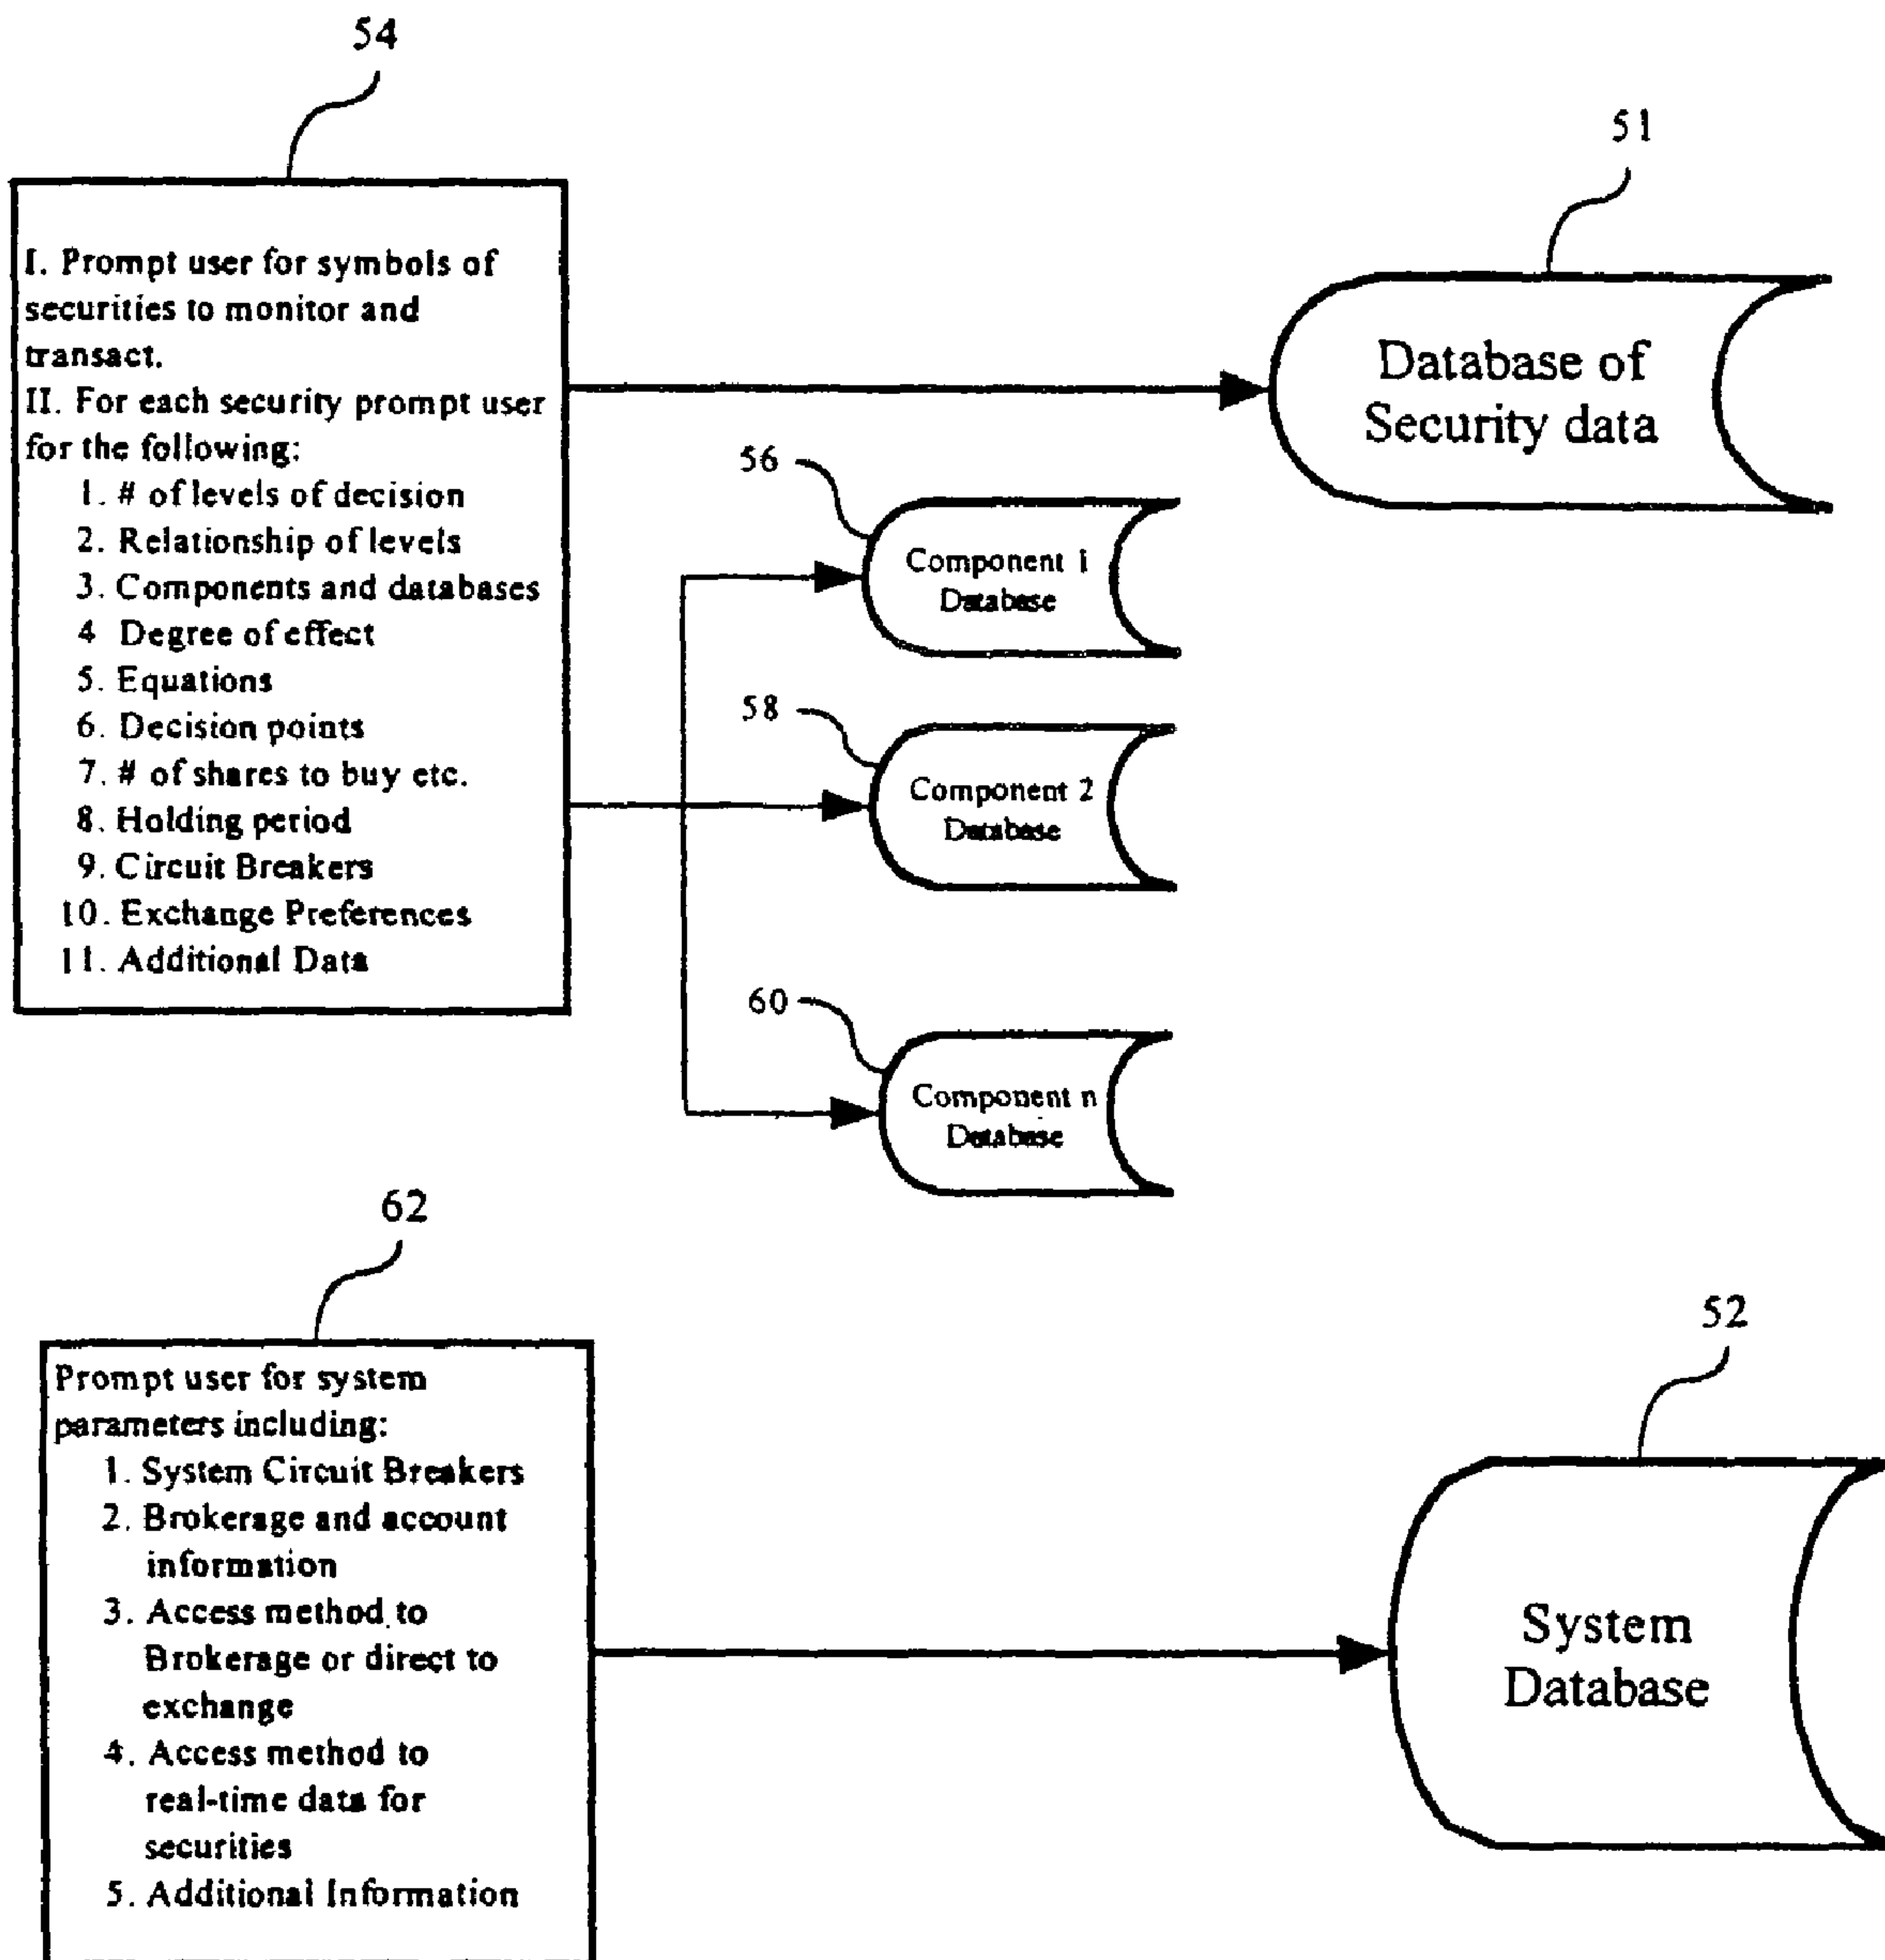 54
I. Prompt user for symbols of
securities to monitor and
transact.
II. For each security prompt user
for the following:
1. # of levels of decision
2. Relationship of levels
3. Components and databases
4 Degree of effect
5. Equations
6. Decision points
7. # of shares to buy etc.
8. Holding period
9. Circuit Breakers
10. Exchange Preferences
11. Additional Data
51
Database of
Security data
56
Component 1
Database
58
Component 2
Database
60
Component n
Database
62
Prompt user for system
parameters including:
1. System Circuit Breakers
2. Brokerage and account
information
3. Access method to
Brokerage or direct to
exchange
4. Access method to
real-time data for
securities
5. Additional Information
52
System
Database